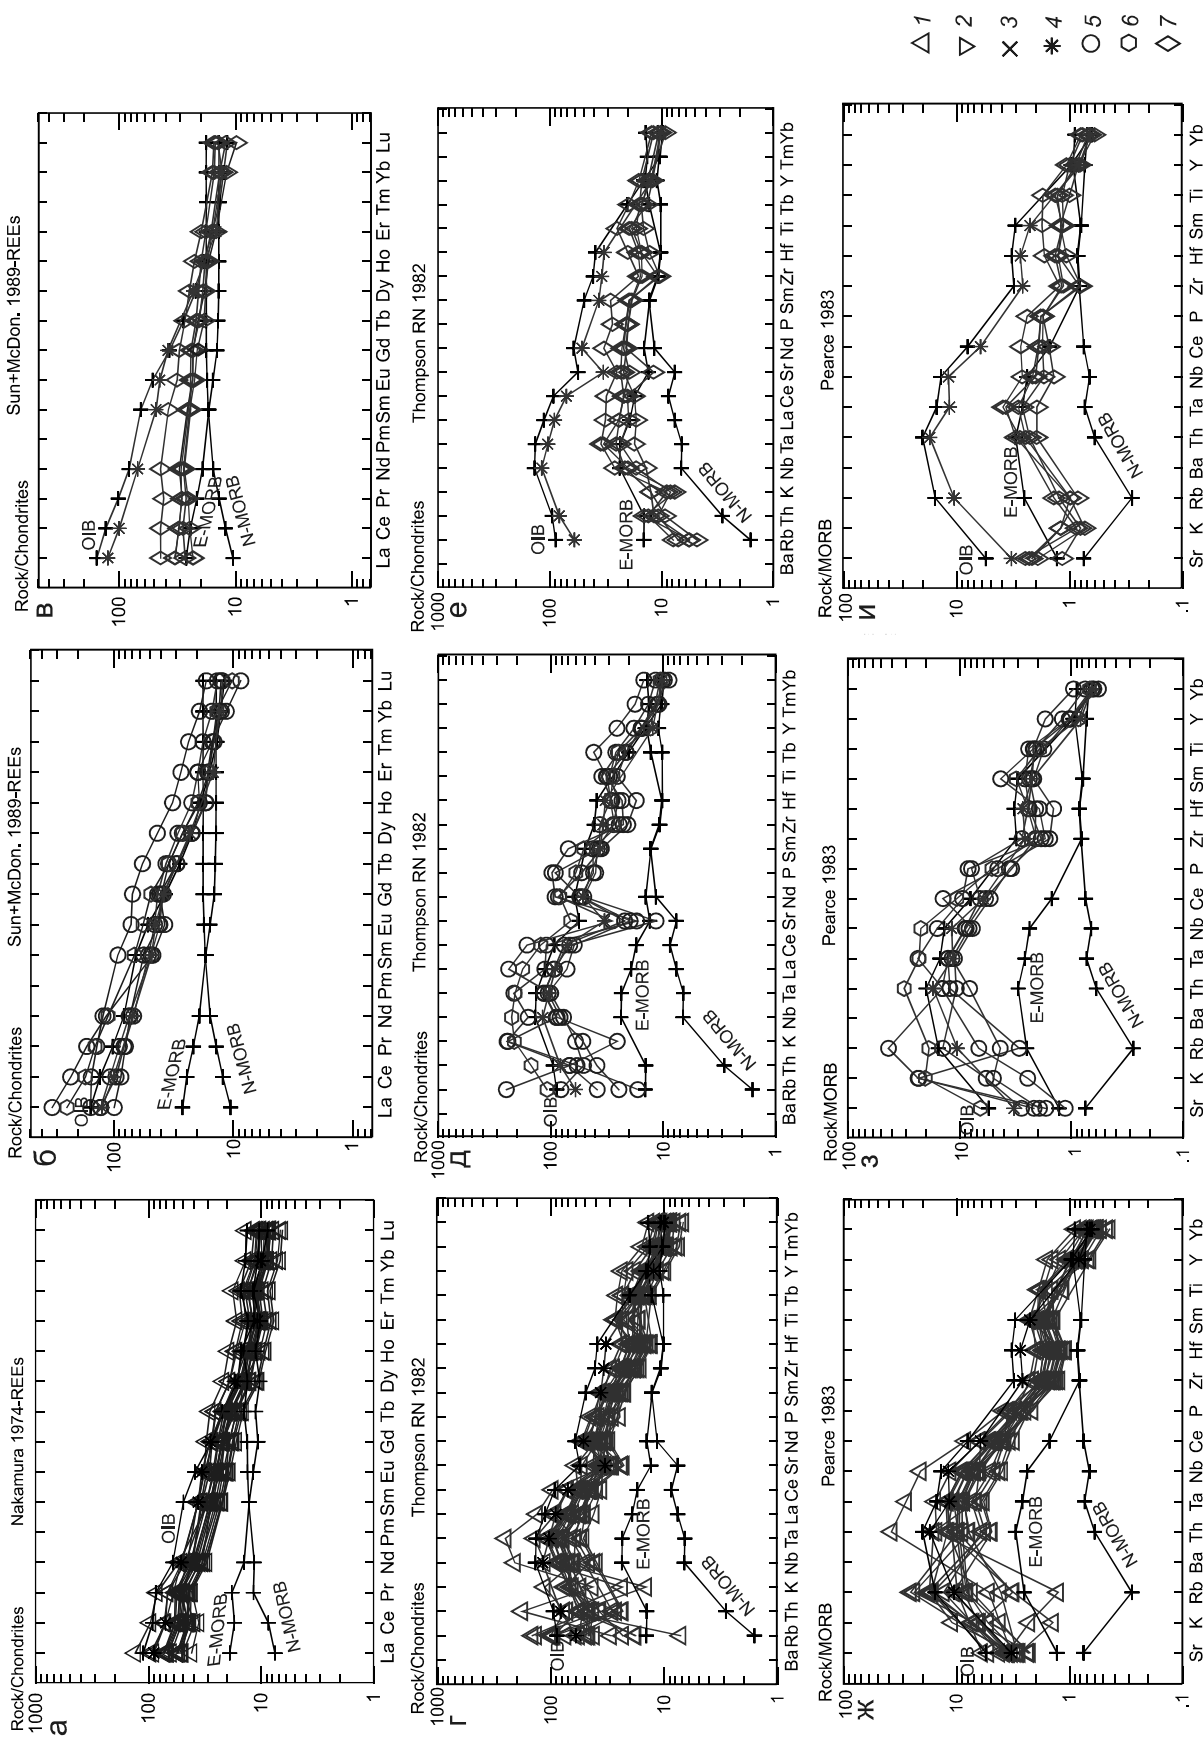 Rock/Chondrites Nakamura 1974-REEs
1000
а
100
OIB
E-MORB
N-MORB
10
1
La Ce Pr Nd Pm Sm Eu Gd Tb Dy Ho Er Tm Yb Lu
Rock/Chondrites Sun+McDon. 1989-REEs
б
100
OIB
E-MORB
N-MORB
10
1
La Ce Pr Nd Pm Sm Eu Gd Tb Dy Ho Er Tm Yb Lu
Rock/Chondrites Sun+McDon. 1989-REEs
в
100
OIB
E-MORB
N-MORB
10
1
La Ce Pr Nd Pm Sm Eu Gd Tb Dy Ho Er Tm Yb Lu
Rock/Chondrites Thompson RN 1982
1000
г
100
OIB
E-MORB
N-MORB
10
1
Ba Rb Th K Nb Ta La Ce Sr Nd P Sm Zr Hf Ti Tb Y Tm Yb
Rock/Chondrites Thompson RN 1982
1000
д
100
OIB
E-MORB
N-MORB
10
1
Ba Rb Th K Nb Ta La Ce Sr Nd P Sm Zr Hf Ti Tb Y Tm Yb
Rock/Chondrites Thompson RN 1982
1000
е
100
OIB
E-MORB
N-MORB
10
1
Ba Rb Th K Nb Ta La Ce Sr Nd P Sm Zr Hf Ti Tb Y Tm Yb
Rock/MORB Pearce 1983
100
ж
10
OIB
E-MORB
N-MORB
1
.1
Sr K Rb Ba Th Ta Nb Ce P Zr Hf Sm Ti Y Yb
Rock/MORB Pearce 1983
100
з
10
OIB
E-MORB
N-MORB
1
.1
Sr K Rb Ba Th Ta Nb Ce P Zr Hf Sm Ti Y Yb
Rock/MORB Pearce 1983
100
и
10
OIB
E-MORB
N-MORB
1
.1
Sr K Rb Ba Th Ta Nb Ce P Zr Hf Sm Ti Y Yb
1
2
3
4
5
6
7